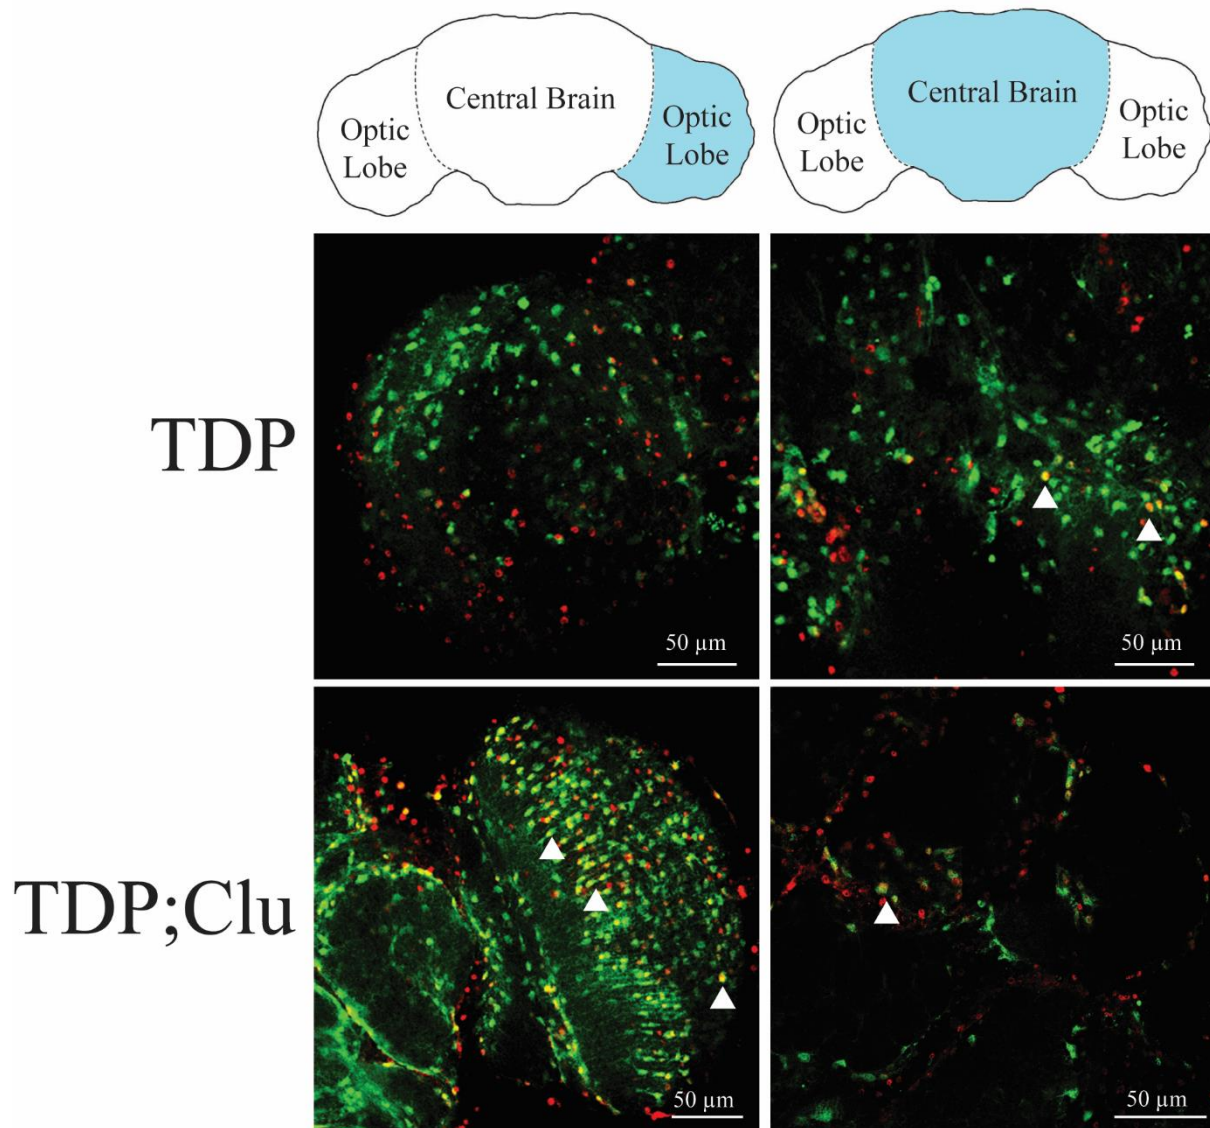 Central Brain
Optic
Lobe
Optic
Lobe
Central Brain
Optic
Lobe
Optic
Lobe
TDP
50 µm
50 µm
TDP;Clu
50 µm
50 µm